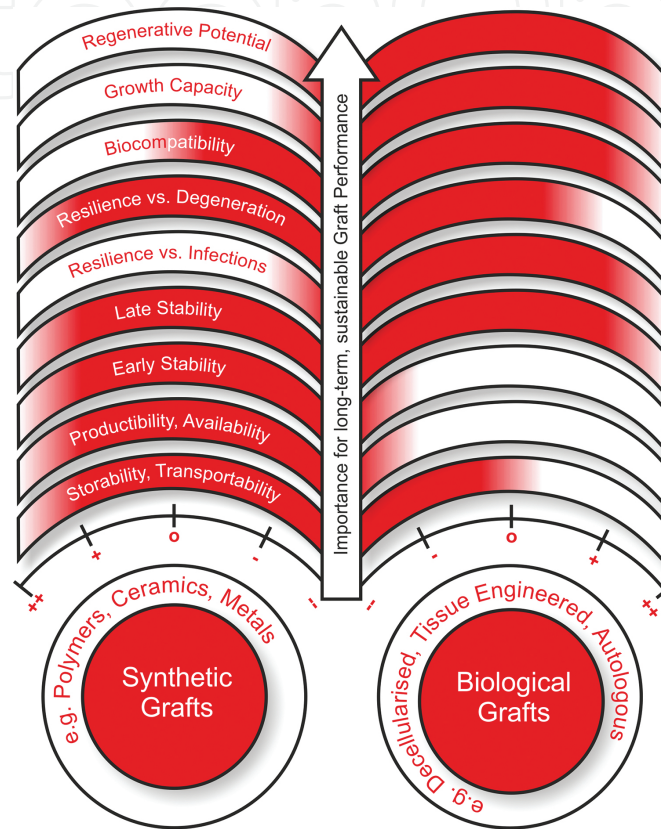 Regenerative Potential
Growth Capacity
Biocompatibility
Resilience vs. Degeneration
Resilience vs. Infections
Late Stability
Early Stability
Productibility, Availability
Storability, Transportability
Importance for long-term, sustainable Graft Performance
++
+
o
-
--
--
-
o
+
++
e.g. Polymers, Ceramics, Metals
Synthetic
Grafts
e.g. Decellularised, Tissue Engineered, Autologous
Biological
Grafts